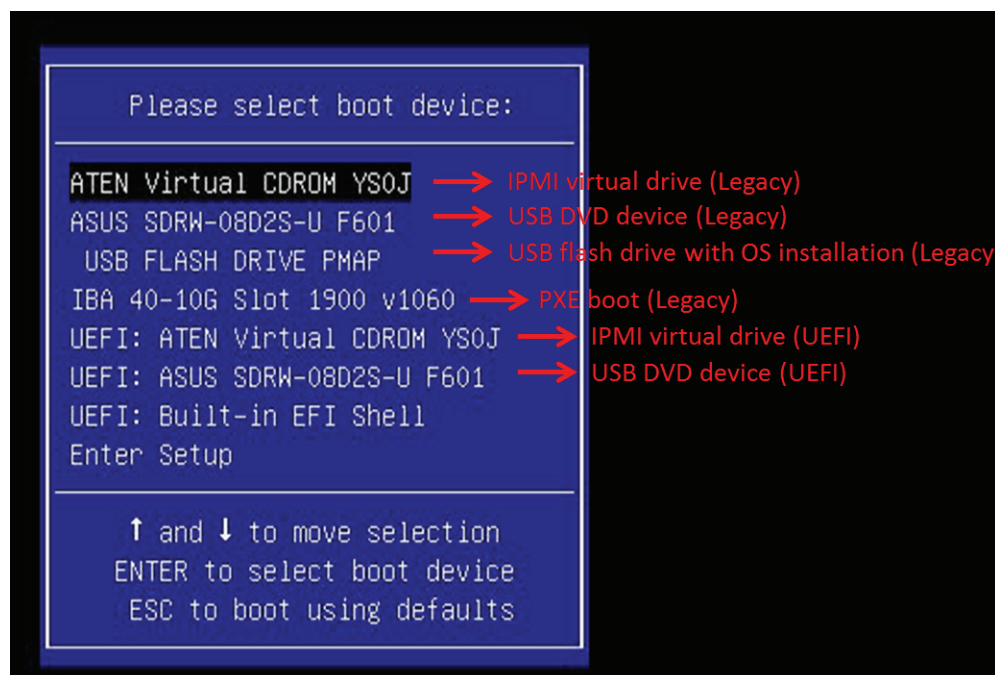 Please select boot device:
ATEN Virtual CDROM YS0J → IPMI virtual drive (Legacy)
ASUS SDRW-08D2S-U F601 → USB DVD device (Legacy)
USB FLASH DRIVE PMAP → USB flash drive with OS installation (Legacy
IBA 40-10G Slot 1900 v1060 → PXE boot (Legacy)
UEFI: ATEN Virtual CDROM YS0J → IPMI virtual drive (UEFI)
UEFI: ASUS SDRW-08D2S-U F601 → USB DVD device (UEFI)
UEFI: Built-in EFI Shell
Enter Setup
↑ and ↓ to move selection
ENTER to select boot device
ESC to boot using defaults